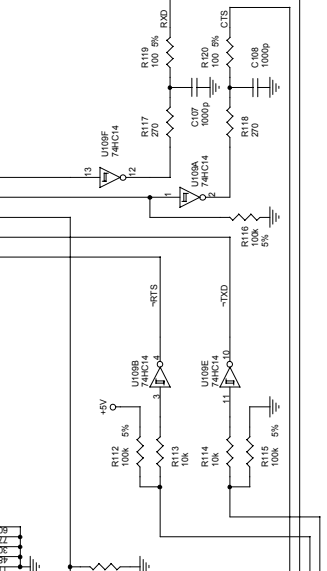 RXD
CTS
R119
100 5%
R120
100 5%
C107
1000p
C108
1000p
R117
270
R118
270
U109F
74HC14
13
12
U109A
74HC14
1
2
R116
100k
5%
~RTS
~TXD
U109B
74HC14
4
3
U109E
74HC14
10
11
+5V
R112
100k 5%
R113
10k
R114
10k
R115
100k 5%